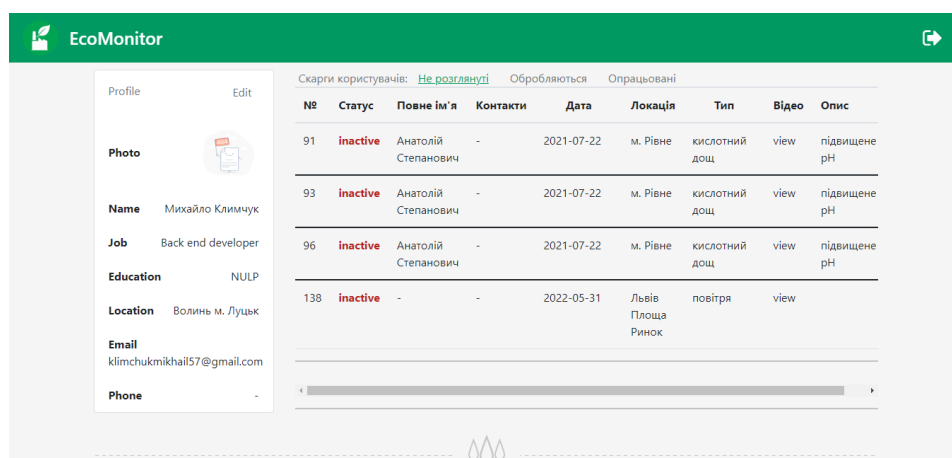 EcoMonitor
Profile Edit
Photo
Name Михайло Климчук
Job Back end developer
Education NULP
Location Волинь м. Луцьк
Email
klimchukmikhail57@gmail.com
Phone -
Скарги користувачів: Не розглянуті Обробляються Опрацьовані
№ Статус Повне ім'я Контакти Дата Локація Тип Відео Опис
91 inactive Анатолій - 2021-07-22 м. Рівне кислотний view підвищене
Степанович дощ pH
93 inactive Анатолій - 2021-07-22 м. Рівне кислотний view підвищене
Степанович дощ pH
96 inactive Анатолій - 2021-07-22 м. Рівне кислотний view підвищене
Степанович дощ pH
138 inactive - - 2022-05-31 Львів повітря view
Площа
Ринок